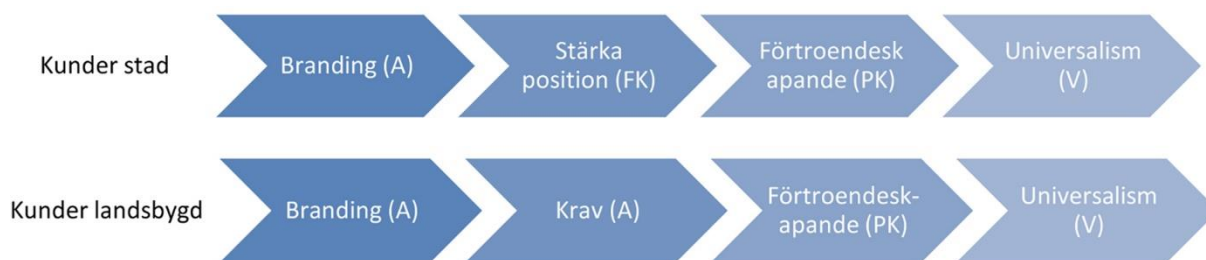 Kunder stad
Branding (A)
Stärka
position (FK)
Förtroendesk
apande (PK)
Universalism
(V)
Kunder landsbygd
Branding (A)
Krav (A)
Förtroendesk-
apande (PK)
Universalism
(V)